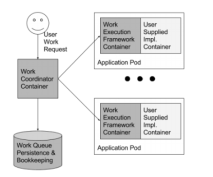 User
Work
Request
Work
Coordinator
Container
Work Queue
Persistence &
Bookkeeping
Work
Execution
Framework
Container
User
Supplied
Impl.
Container
Application Pod
Work
Execution
Framework
Container
User
Supplied
Impl.
Container
Application Pod